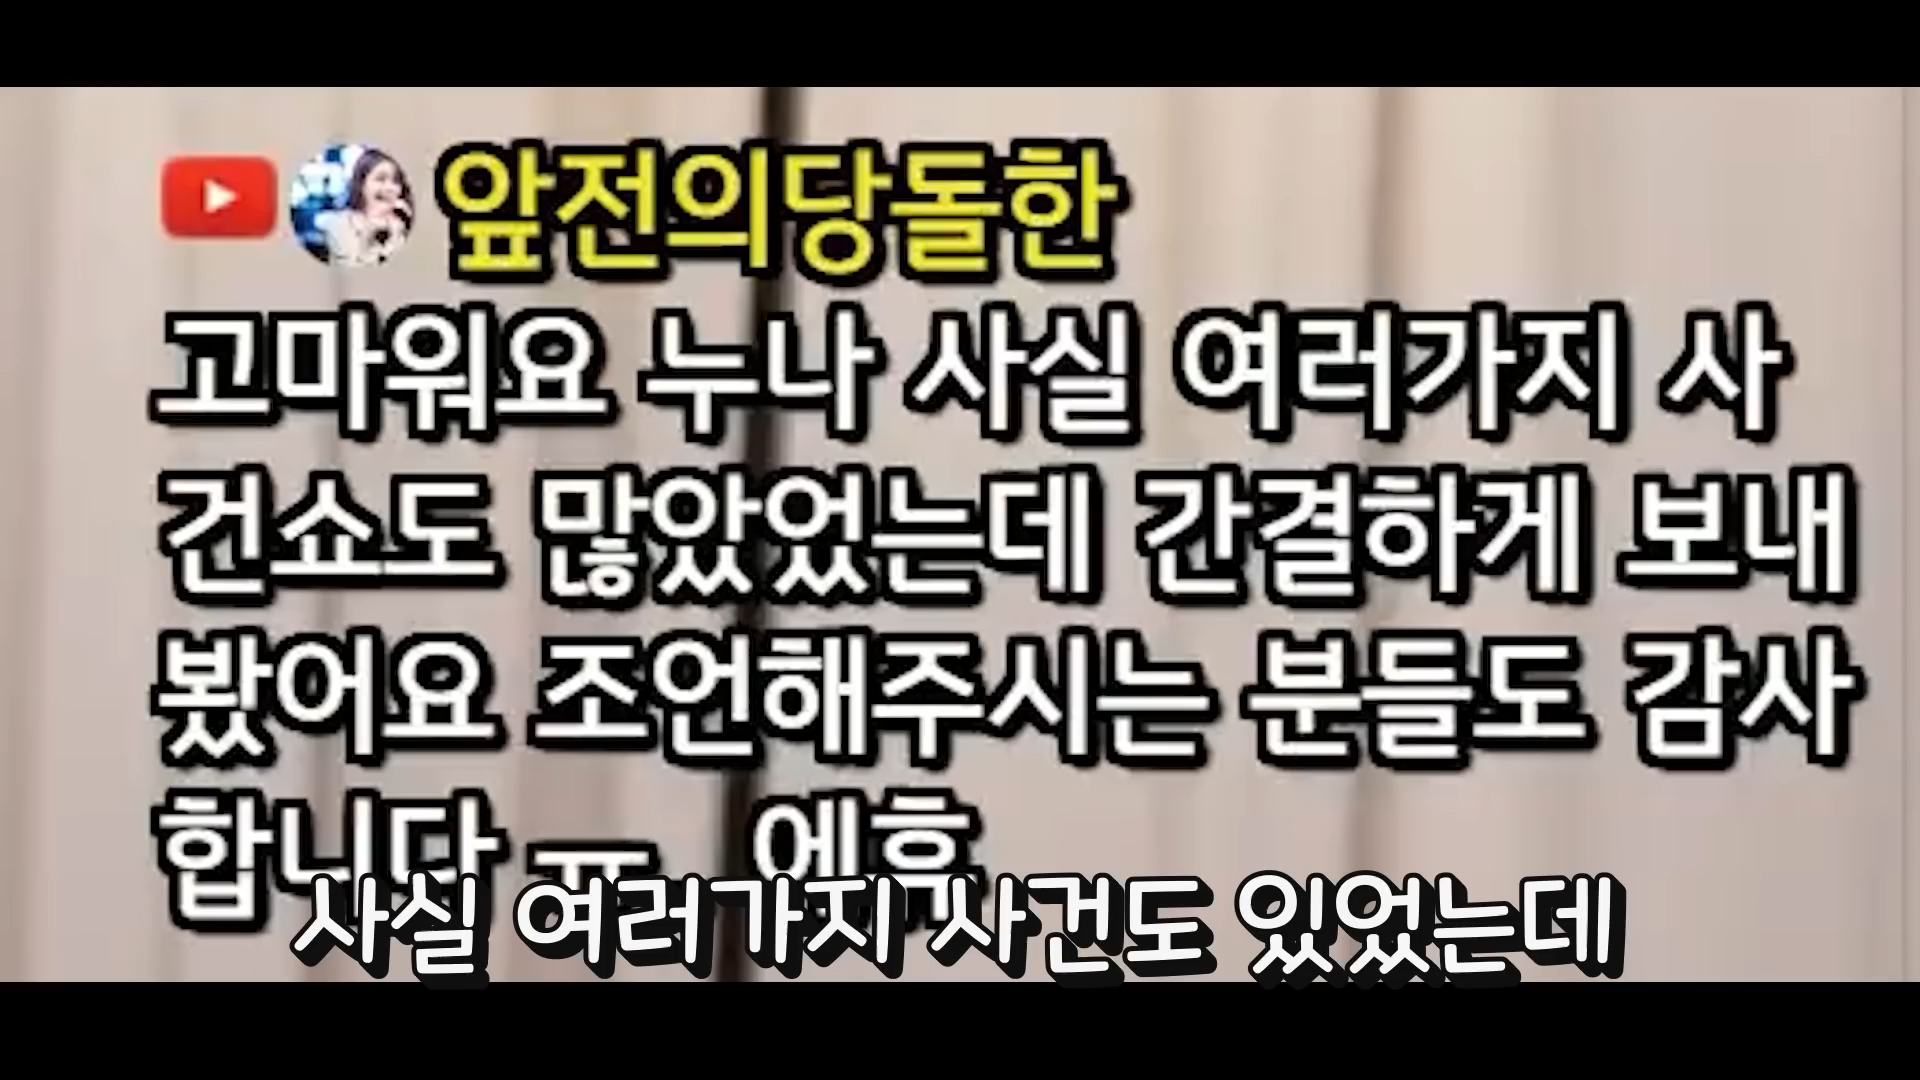 앞전의당돌한
고마워요 누나 사실 여러가지 사
건쇼도 많았었는데 간결하게 보내
봤어요 조언해주시는 분들도 감사
합니다 ㅠ 에휴
사실 여러가지 사건도 있었는데